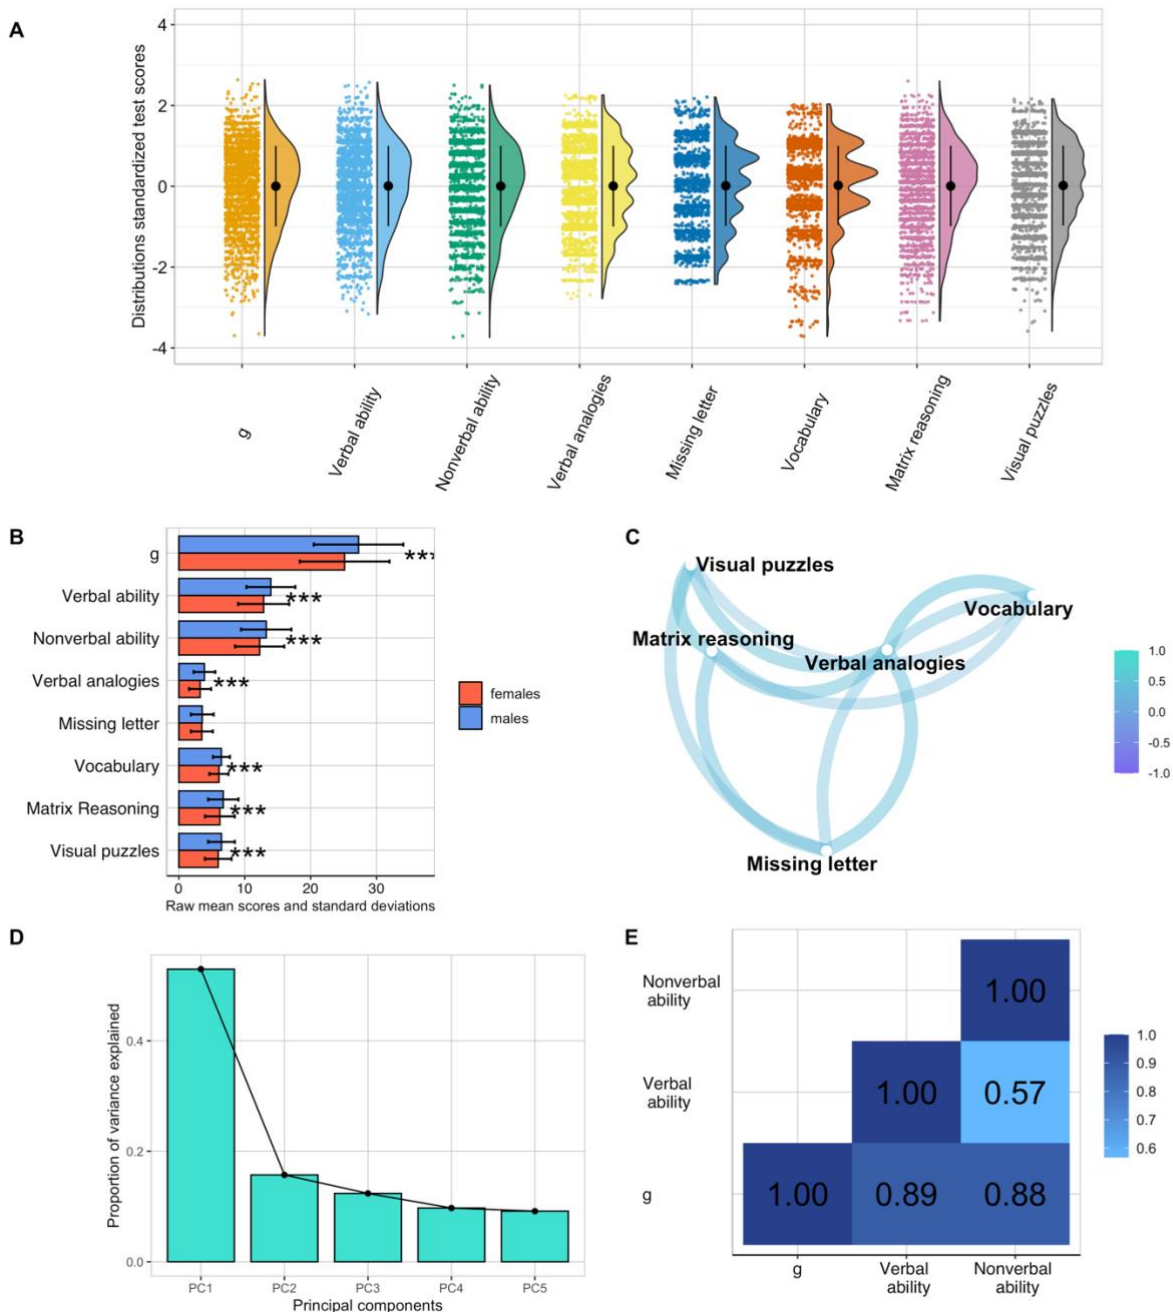 A
Distributions standardized test scores
4
2
0
-2
-4
g
Verbal ability
Nonverbal ability
Verbal analogies
Missing letter
Vocabulary
Matrix reasoning
Visual puzzles
B
g
***
Verbal ability
***
Nonverbal ability
***
Verbal analogies
***
Missing letter
Vocabulary
***
Matrix Reasoning
***
Visual puzzles
***
0 10 20 30
Raw mean scores and standard deviations
females
males
C
Visual puzzles
Vocabulary
Matrix reasoning
Verbal analogies
Missing letter
1.0
0.5
0.0
-0.5
-1.0
D
Proportion of variance explained
0.4
0.2
0.0
PC1 PC2 PC3 PC4 PC5
Principal components
E
Nonverbal
ability
1.00
Verbal
ability
1.00 0.57
g
1.00 0.89 0.88
g Verbal
ability
Nonverbal
ability
1.0
0.9
0.8
0.7
0.6